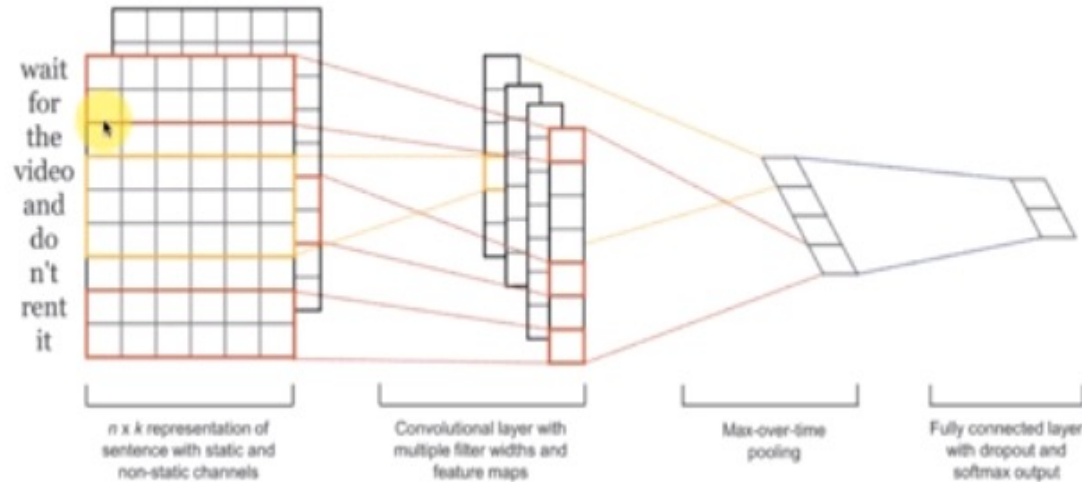 wait
for
the
video
and
do
n't
rent
it
n x k representation of
sentence with static and
non-static channels
Convolutional layer with
multiple filter widths and
feature maps
Max-over-time
pooling
Fully connected layer
with dropout and
softmax output